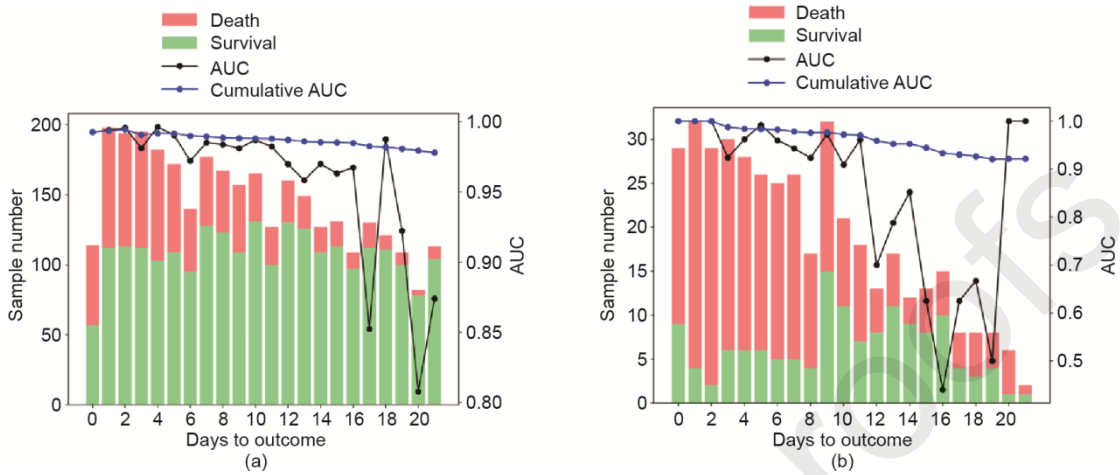 Death
Survival
AUC
Cumulative AUC
200
150
100
50
0
Sample number
1.00
0.95
0.90
0.85
0.80
AUC
0 2 4 6 8 10 12 14 16 18 20
Days to outcome
(a)
Death
Survival
AUC
Cumulative AUC
30
25
20
15
10
5
0
Sample number
1.0
0.9
0.8
0.7
0.6
0.5
AUC
0 2 4 6 8 10 12 14 16 18 20
Days to outcome
(b)
roofs